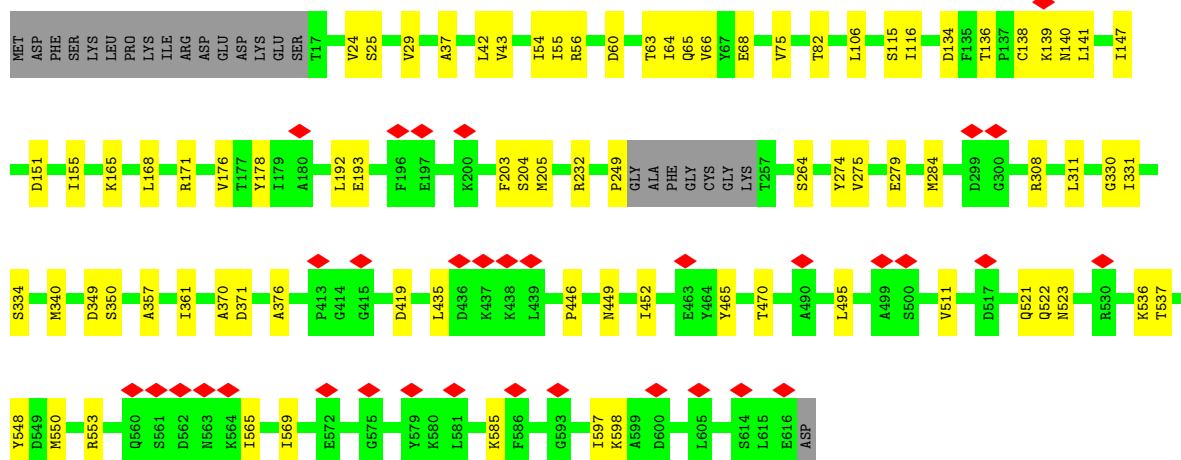 MET ASP PHE SER LYS LEU PRO LYS ILE ARG ASP GLU ASP LYS GLU SER T17 V24 S25 V29 A37 L42 V43 I54 I55 R56 D60 T63 I64 Q65 V66 Y67 E68 V75 T82 L106 S115 I116 D134 F135 T136 P137 C138 K139 N140 L141 I147
D151 I155 K165 L168 R171 V176 T177 Y178 I179 A180 L192 E193 F196 E197 K200 F203 S204 M205 R232 P249 GLY ALA PHE GLY CYS GLY LYS T257 S264 Y274 V275 E279 M284 D299 G300 R308 L311 G330 I331
S334 M340 D349 S350 A357 I361 A370 D371 A376 P413 G414 G415 D419 L435 D436 K437 K438 L439 P446 N449 I452 E463 Y464 Y465 T470 A490 L495 A499 S500 V511 D517 Q521 Q522 N523 R530 K536 T537
Y548 D549 M550 R553 Q560 S561 D562 N563 K564 I565 I569 E572 G575 Y579 K580 L581 K585 F586 G593 I597 K598 A599 D600 L605 S614 L615 E616 ASP